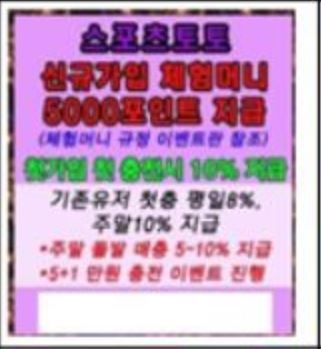 스포츠토토
신규가입 체험머니
5000포인트 지급
(체험머니 규정 이벤트란 참조)
첫가입 첫 충전시 10% 지급
기존유저 첫충 평일8%,
주말10% 지급
*주말 돌발 매충 5-10% 지급
*5+1 만원 충전 이벤트 진행